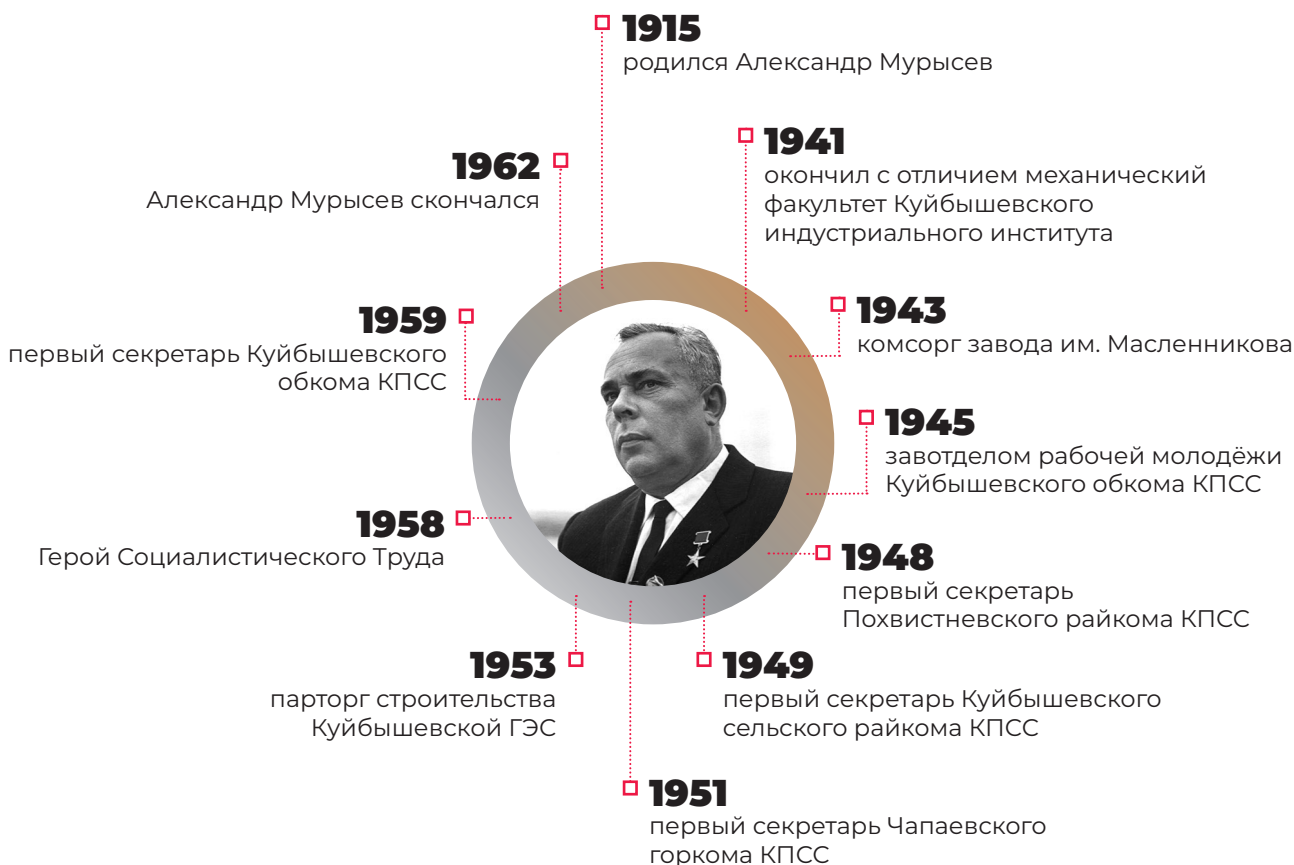 1915
родился Александр Мурысев
1941
окончил с отличием механический
факультет Куйбышевского
индустриального института
1943
комсорг завода им. Масленникова
1945
завотделом рабочей молодёжи
Куйбышевского обкома КПСС
1948
первый секретарь
Похвистневского райкома КПСС
1949
первый секретарь Куйбышевского
сельского райкома КПСС
1951
первый секретарь Чапаевского
горкома КПСС
1953
парторг строительства
Куйбышевской ГЭС
1958
Герой Социалистического Труда
1959
первый секретарь Куйбышевского
обкома КПСС
1962
Александр Мурысев скончался